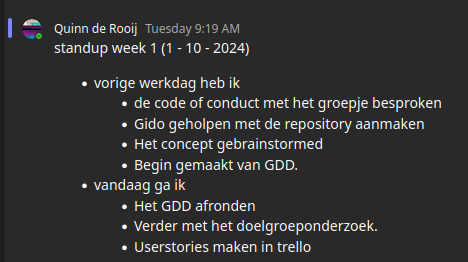 Quinn de Rooij Tuesday 9:19 AM
standup week 1 (1 - 10 - 2024)
• vorige werkdag heb ik
• de code of conduct met het groepje besproken
• Gido geholpen met de repository aanmaken
• Het concept gebrainstormed
• Begin gemaakt van GDD.
• vandaag ga ik
• Het GDD afronden
• Verder met het doelgroeponderzoek.
• Userstories maken in trello